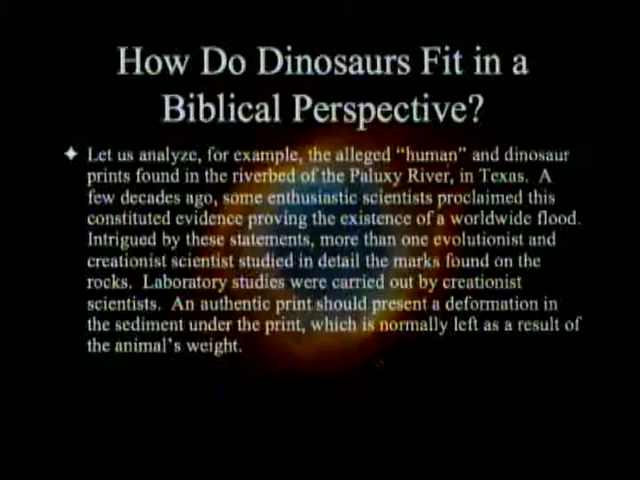 How Do Dinosaurs Fit in a
Biblical Perspective?
Let us analyze, for example, the alleged “human” and dinosaur
prints found in the riverbed of the Paluxy River, in Texas. A
few decades ago, some enthusiastic scientists proclaimed this
constituted evidence proving the existence of a worldwide flood.
Intrigued by these statements, more than one evolutionist and
creationist scientist studied in detail the marks found on the
rocks. Laboratory studies were carried out by creationist
scientists. An authentic print should present a deformation in
the sediment under the print, which is normally left as a result of
the animal’s weight.